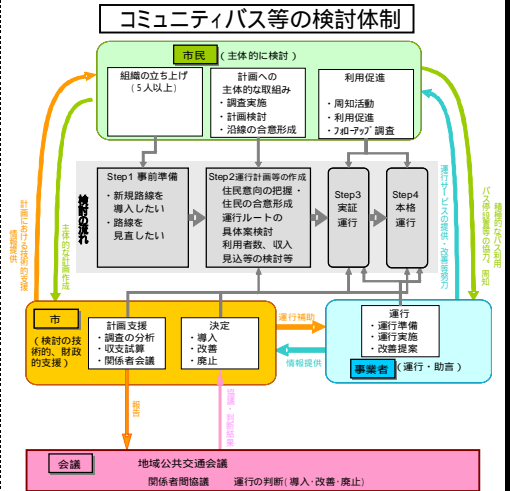 コミュニティバス等の検討体制
市民
(主体的に検討)
組織の立ち上げ
(5人以上)
計画への
主体的な取組み
・調査実施
・計画検討
・沿線の合意形成
利用促進
・周知活動
・利用促進
・フォローアップ調査
検討の流れ
Step1 事前準備
・新規路線を
導入したい
・路線を
見直したい
Step2運行計画等の作成
住民意向の把握・
住民の合意形成
運行ルートの
具体案検討
利用者数、収入
見込等の検討等
Step3
実証
運行
Step4
本格
運行
計画における技術的支援
情報提供
主体的な計画作成
運行サービスの提供・改善等努力
積極的なバス利用
バス停設置等の協力、周知
市
(検討の技
術的、財政
的支援)
計画支援
・調査の分析
・収支試算
・関係者会議
決定
・導入
・改善
・廃止
運行補助
情報提供
運行
・運行準備
・運行実施
・改善提案
事業者
(運行・助言)
報告
協議・判断結果
会議
地域公共交通会議
関係者間協議
運行の判断(導入・改善・廃止)